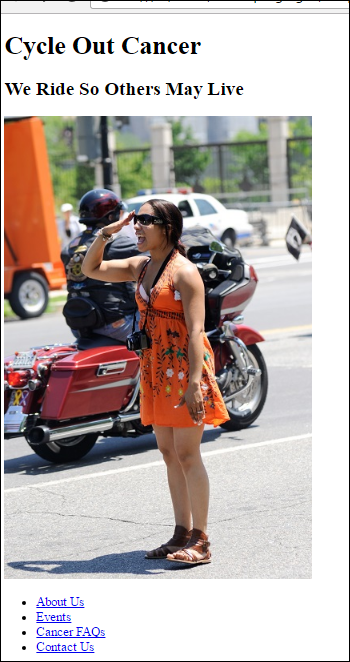 Cycle Out Cancer
We Ride So Others May Live
About Us
Events
Cancer FAQs
Contact Us